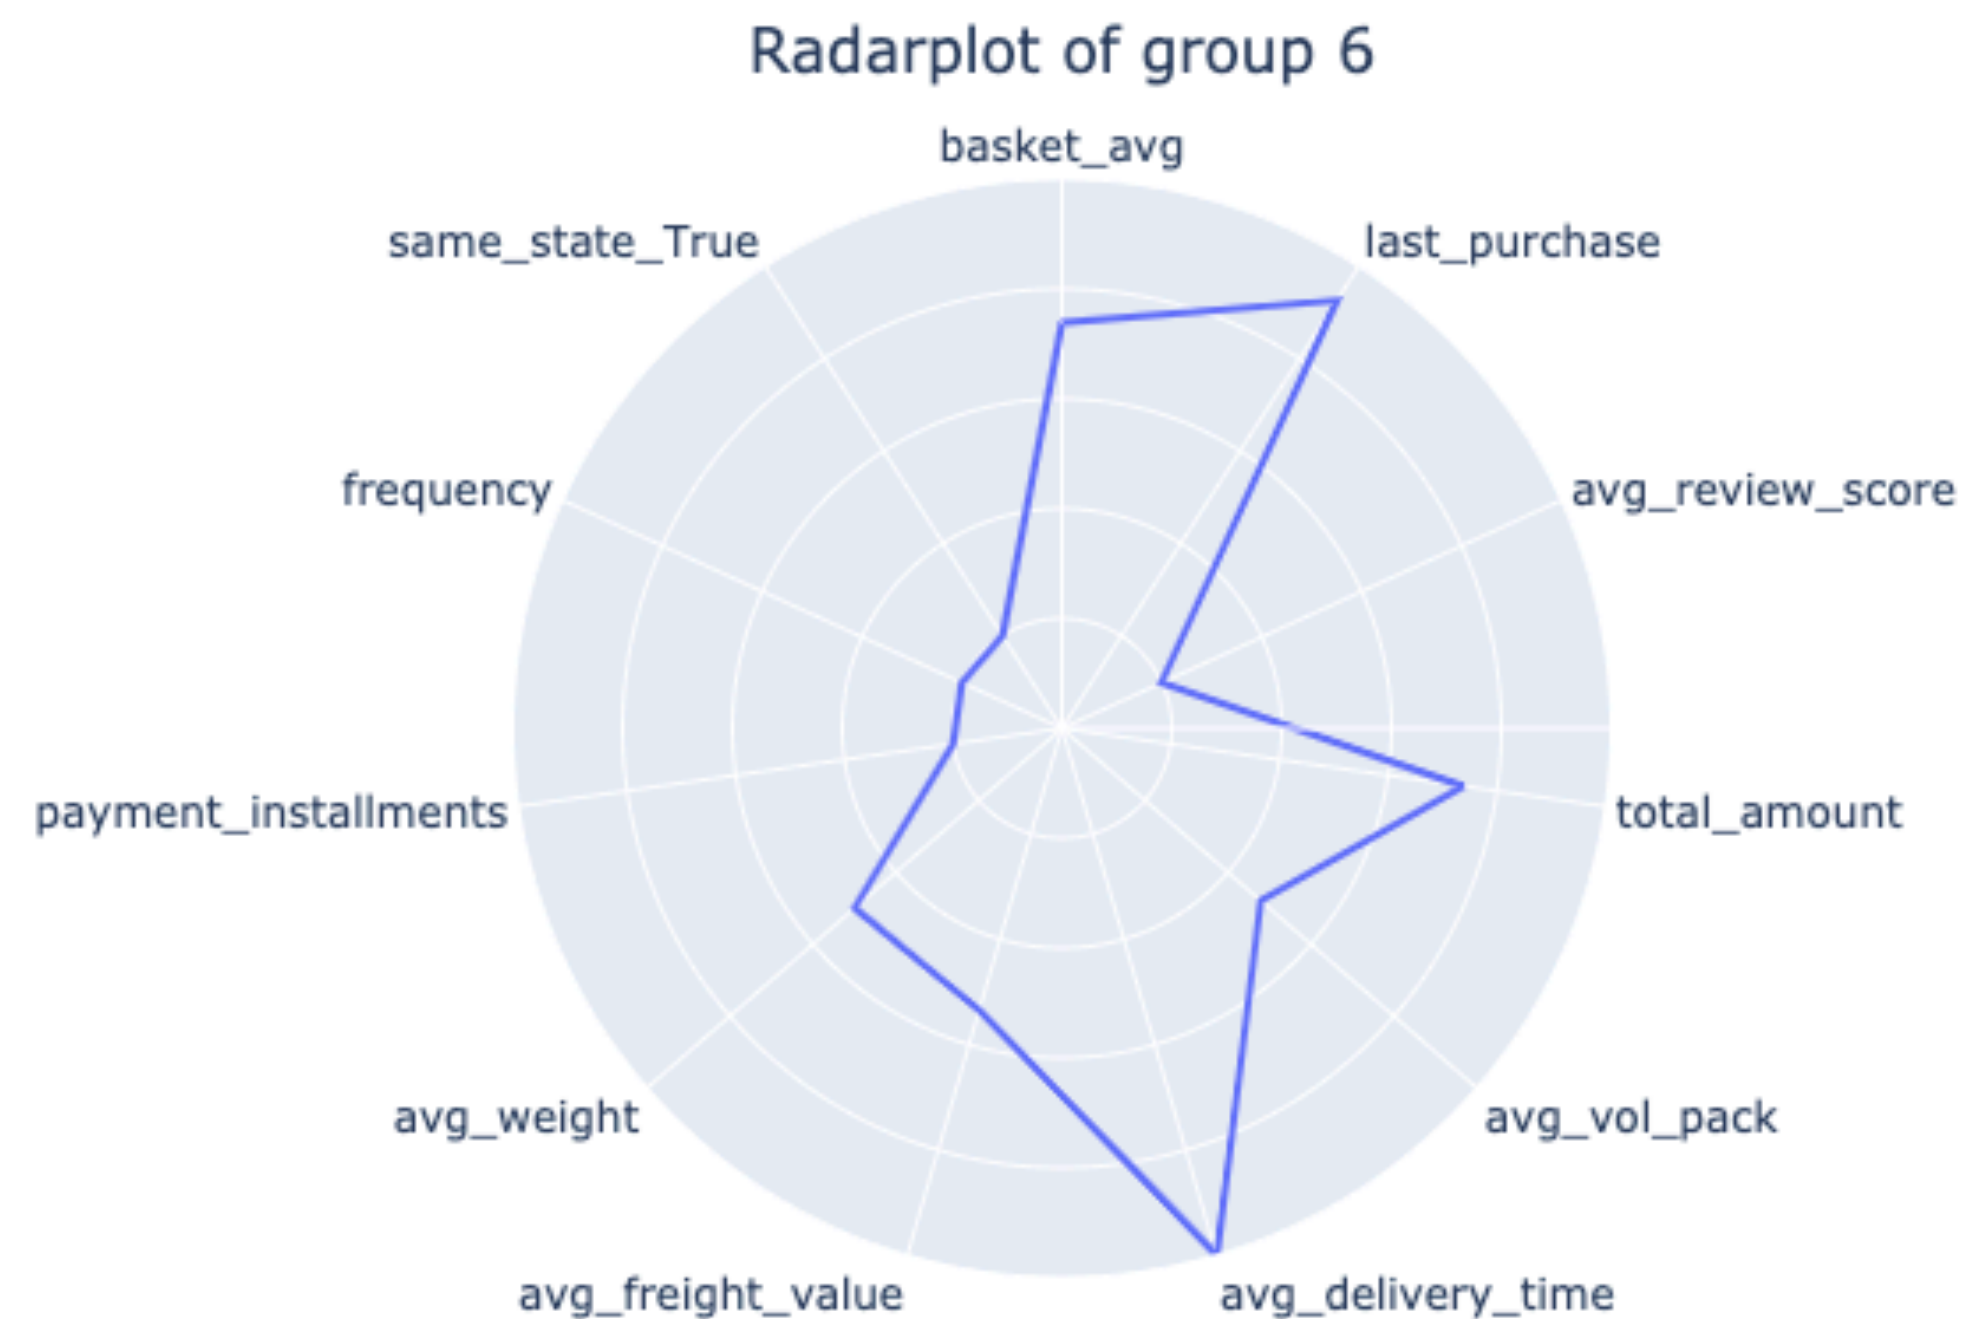 Radarplot of group 6
basket_avg
same_state_True
last_purchase
frequency
avg_review_score
payment_installments
total_amount
avg_weight
avg_vol_pack
avg_freight_value
avg_delivery_time